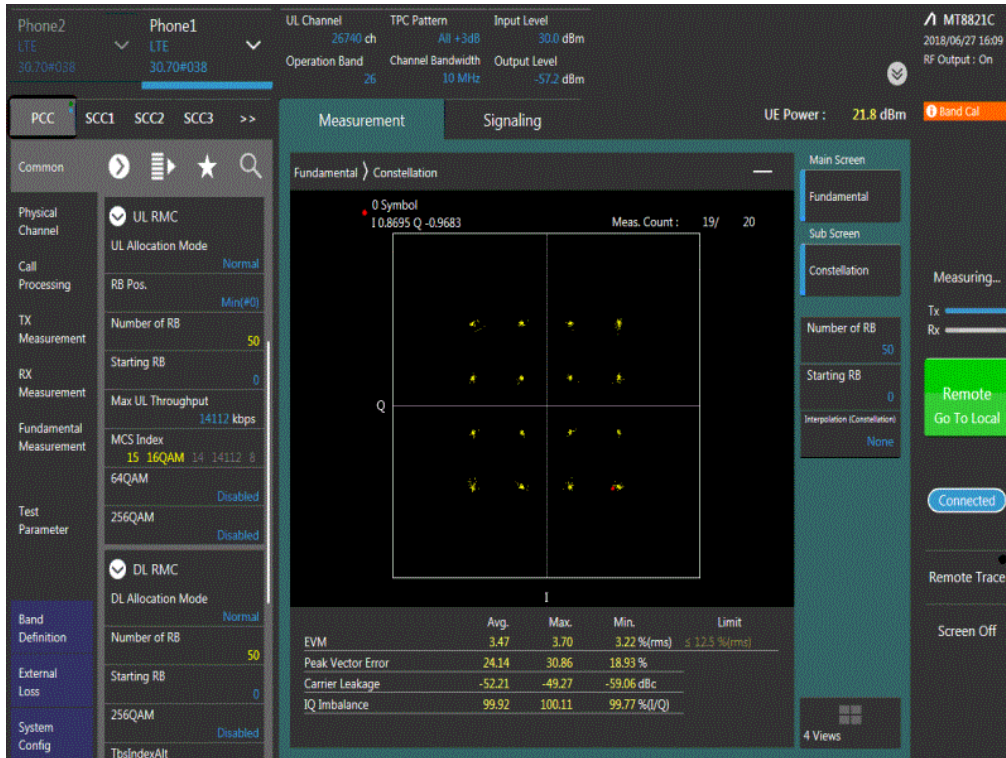 Phone2
LTE
30.70#038
Phone1
LTE
30.70#038
UL Channel
26740 ch
TPC Pattern
All +3dB
Input Level
30.0 dBm
Operation Band
26
Channel Bandwidth
10 MHz
Output Level
-57.2 dBm
MT8821C
2018/06/27 16:09
RF Output : On
PCC SCC1 SCC2 SCC3 >>
Measurement Signaling
UE Power : 21.8 dBm
Band Cal
Common
Physical
Channel
Call
Processing
TX
Measurement
RX
Measurement
Fundamental
Measurement
Test
Parameter
Band
Definition
External
Loss
System
Config
UL RMC
UL Allocation Mode
Normal
RB Pos.
Min(#0)
Number of RB
50
Starting RB
0
Max UL Throughput
14112 kbps
MCS Index
15 16QAM 14 14112 8
64QAM
Disabled
256QAM
Disabled
DL RMC
DL Allocation Mode
Normal
Number of RB
50
Starting RB
0
256QAM
Disabled
TbsIndexAlt
Fundamental ⟩ Constellation
0 Symbol
I 0.8695 Q -0.9683
Meas. Count : 19/ 20
Q
I
Avg. Max. Min. Limit
EVM 3.47 3.70 3.22 %(rms) ≤ 12.5 %(rms)
Peak Vector Error 24.14 30.86 18.93 %
Carrier Leakage -52.21 -49.27 -59.06 dBc
IQ Imbalance 99.92 100.11 99.77 %(I/Q)
Main Screen
Fundamental
Sub Screen
Constellation
Number of RB
50
Starting RB
0
Interpolation (Constellation)
None
4 Views
Measuring...
Tx
Rx
Remote
Go To Local
Connected
Remote Trace
Screen Off